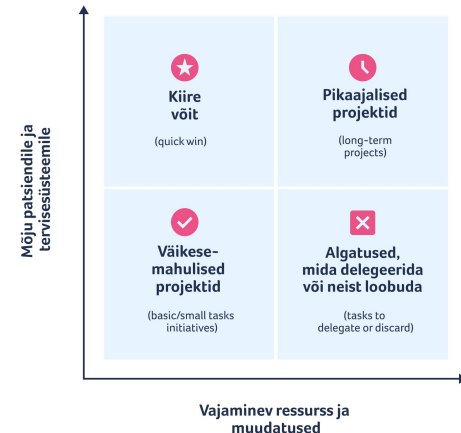 Mõju patsiendile ja
tervisesüsteemile
Kiire
võit
(quick win)
Pikaajalised
projektid
(long-term
projects)
Väikese-
mahulised
projektid
(basic/small tasks
initiatives)
Algatused,
mida delegeerida
või neist loobuda
(tasks to
delegate or discard)
Vajaminev ressurss ja
muudatused